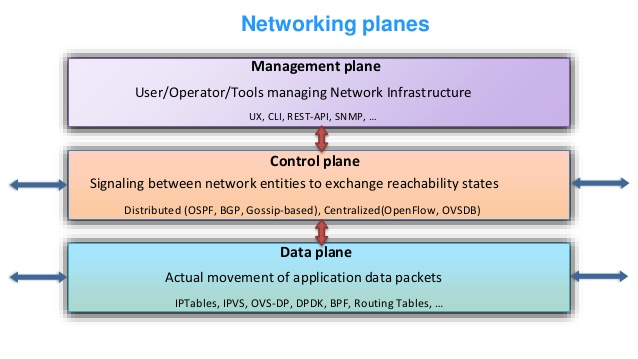 Networking planes
Management plane
User/Operator/Tools managing Network Infrastructure
UX, CLI, REST-API, SNMP, ...
Control plane
Signaling between network entities to exchange reachability states
Distributed (OSPF, BGP, Gossip-based), Centralized(OpenFlow, OVSDB)
Data plane
Actual movement of application data packets
IPTables, IPVS, OVS-DP, DPDK, BPF, Routing Tables, ...